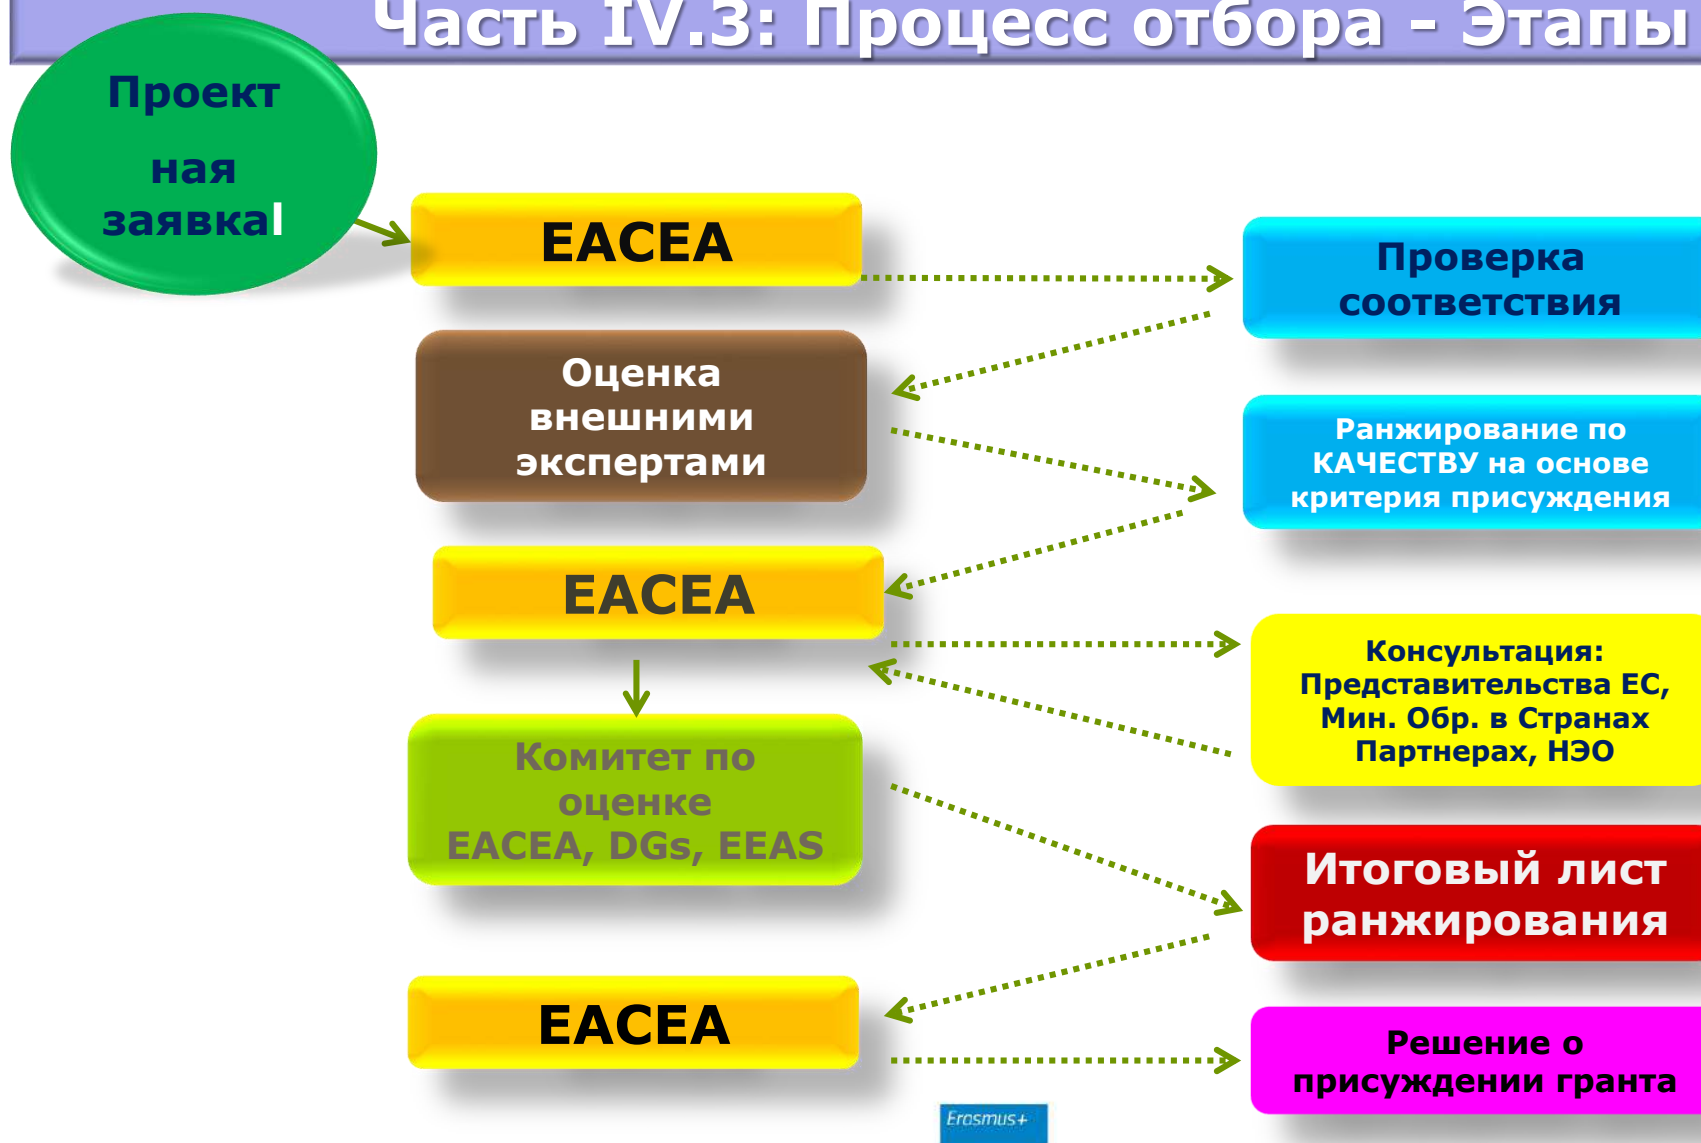 Часть IV.3: Процесс отбора - Этапы
Проект
ная
заявкаl
EACEA
Проверка
соответствия
Оценка
внешними
экспертами
Ранжирование по
КАЧЕСТВУ на основе
критерия присуждения
EACEA
Консультация:
Представительства ЕС,
Мин. Обр. в Странах
Партнерах, НЭО
Комитет по
оценке
EACEA, DGs, EEAS
Итоговый лист
ранжирования
EACEA
Решение о
присуждении гранта
Erasmus+